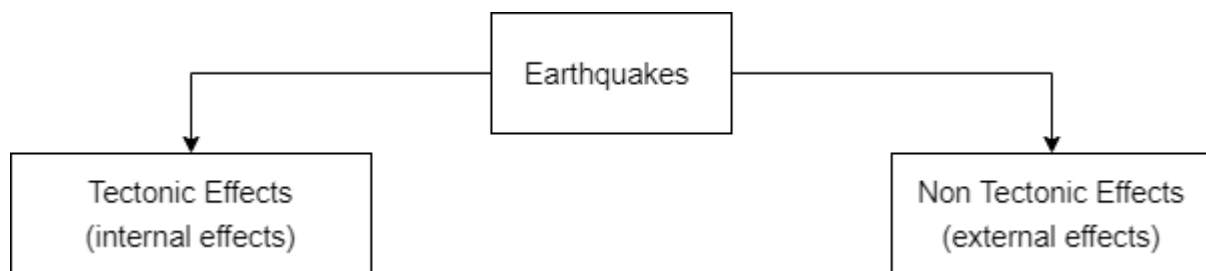 Earthquakes
Tectonic Effects
(internal effects)
Non Tectonic Effects
(external effects)